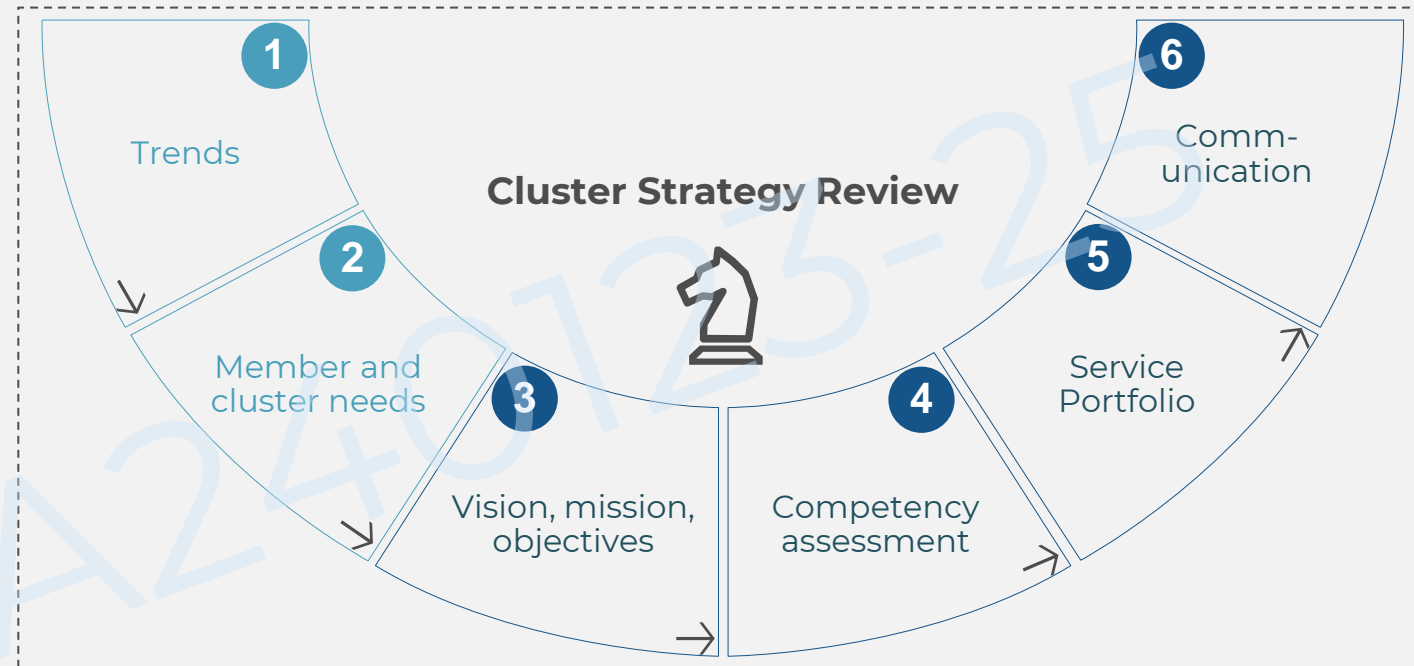 1
Trends
2
Member and
cluster needs
3
Vision, mission,
objectives
4
Competency
assessment
5
Service
Portfolio
6
Comm-
unication
Cluster Strategy Review
A240123-25